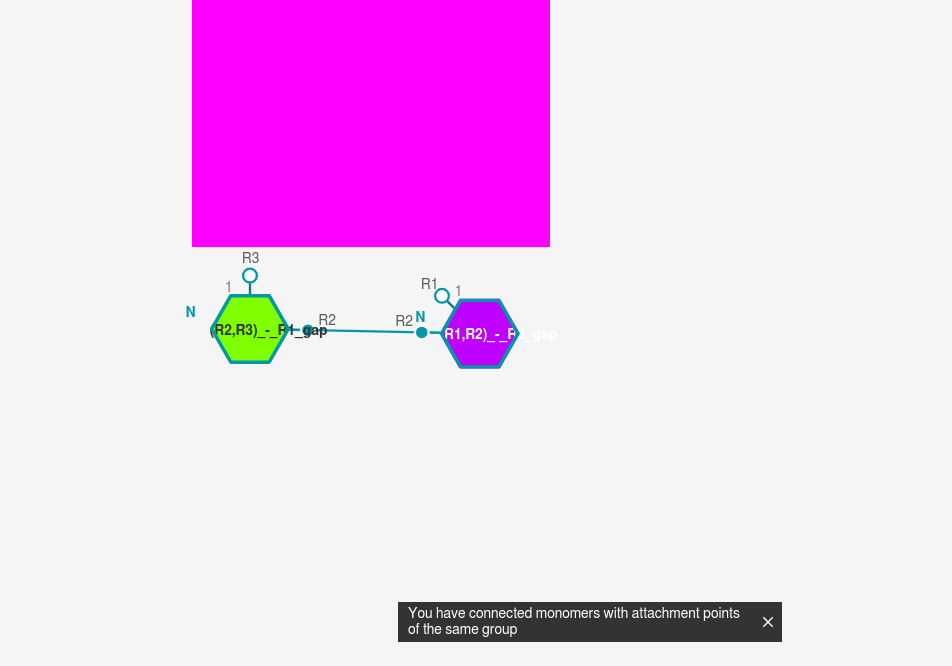 R3
1
N
(R2,R3)_-_R1_gap
R2
R2
N
R1
1
R1,R2)_-_R3_gap
You have connected monomers with attachment points
of the same group